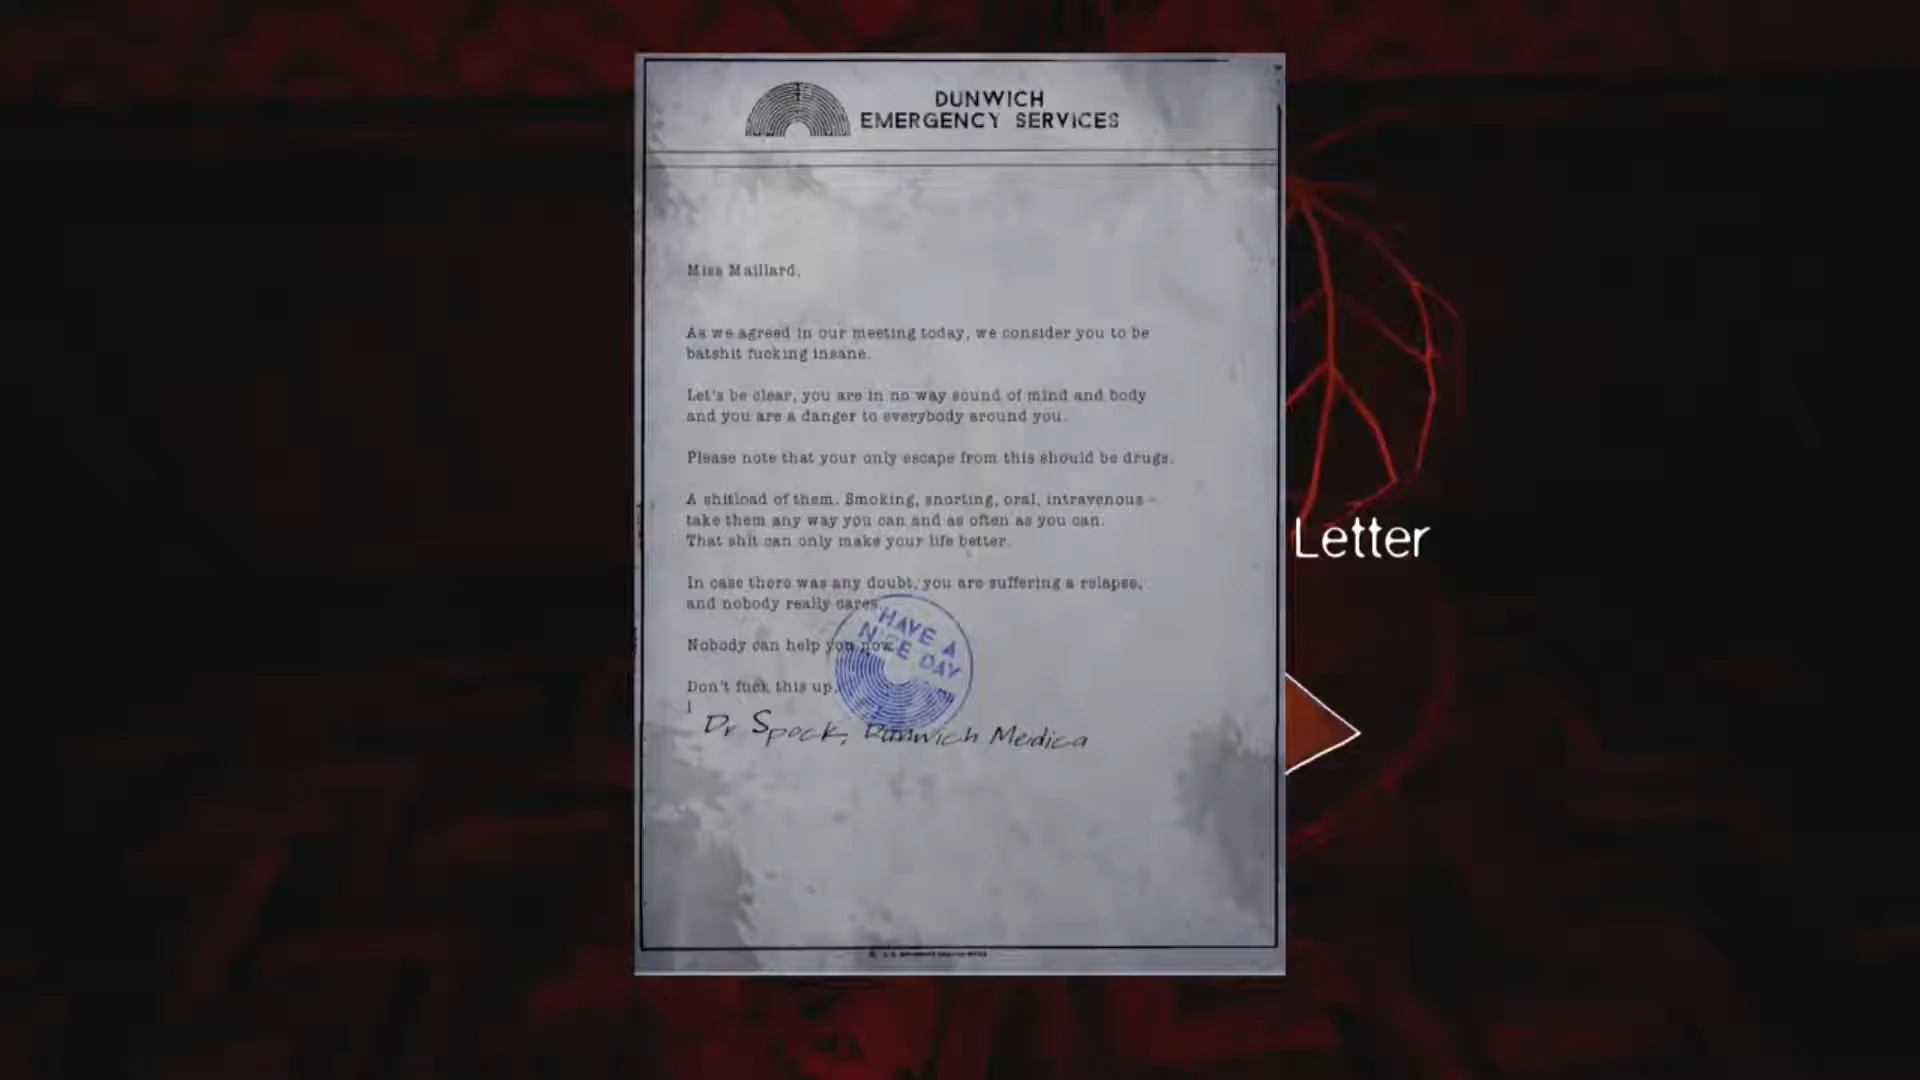 DUNWICH
EMERGENCY SERVICES
Miss Maillard,
As we agreed in our meeting today, we consider you to be
batshit fucking insane.
Let's be clear, you are in no way sound of mind and body
and you are a danger to everybody around you.
Please note that your only escape from this should be drugs.
A shitload of them. Smoking, snorting, oral, intravenous -
take them any way you can and as often as you can.
That shit can only make your life better.
In case there was any doubt, you are suffering a relapse,
and nobody really cares.
Nobody can help you now.
Don't fuck this up,
HAVE A
NICE DAY
Dr Spock, Dunwich Medica
Letter